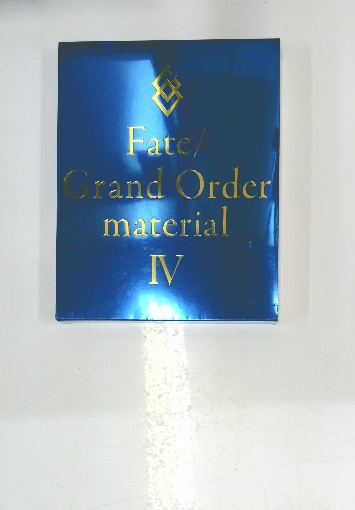 Fate/
Grand Order
material
IV